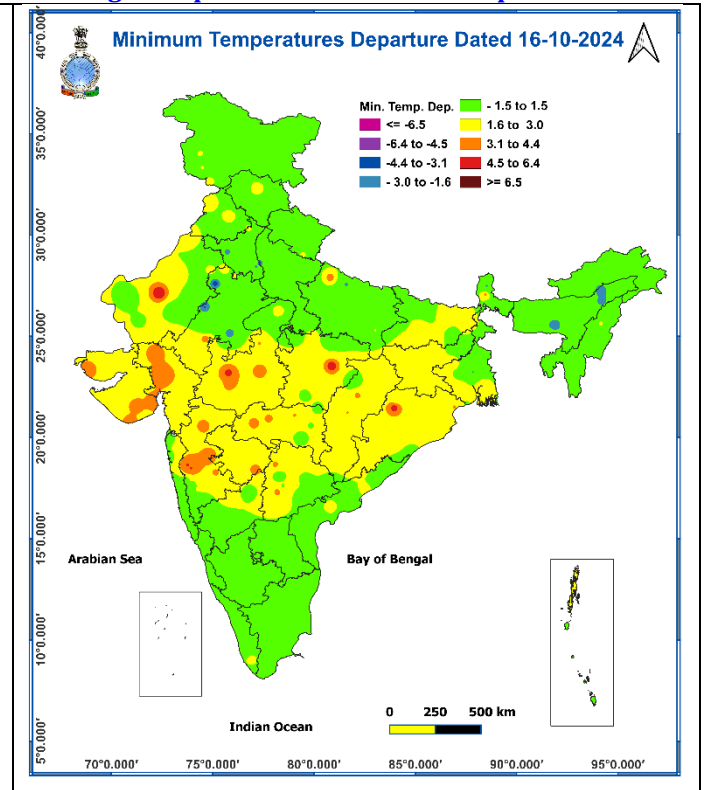 Minimum Temperatures Departure Dated 16-10-2024
Min. Temp. Dep.
<= -6.5
-6.4 to -4.5
-4.4 to -3.1
- 3.0 to -1.6
- 1.5 to 1.5
1.6 to 3.0
3.1 to 4.4
4.5 to 6.4
>= 6.5
40°0.000'
35°0.000'
30°0.000'
25°0.000'
20°0.000'
15°0.000'
10°0.000'
5°0.000'
Arabian Sea
Bay of Bengal
Indian Ocean
0 250 500 km
70°0.000' 75°0.000' 80°0.000' 85°0.000' 90°0.000' 95°0.000'